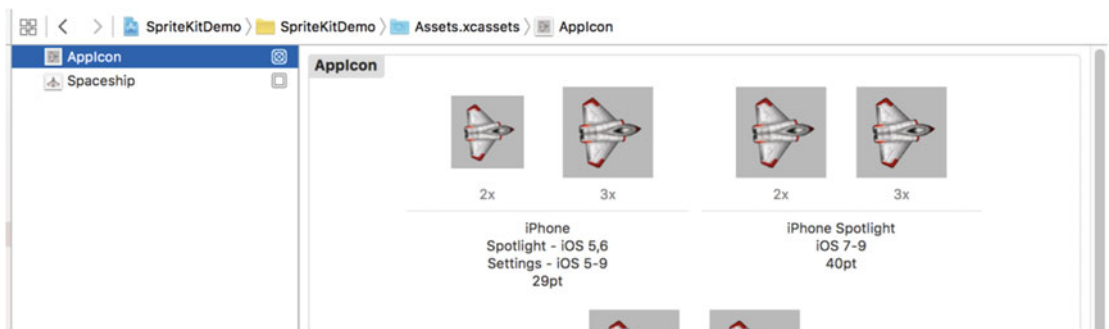 SpriteKitDemo SpriteKitDemo Assets.xcassets AppIcon
AppIcon
Spaceship
AppIcon
2x 3x 2x 3x
iPhone
Spotlight - iOS 5,6
Settings - iOS 5-9
29pt
iPhone Spotlight
iOS 7-9
40pt